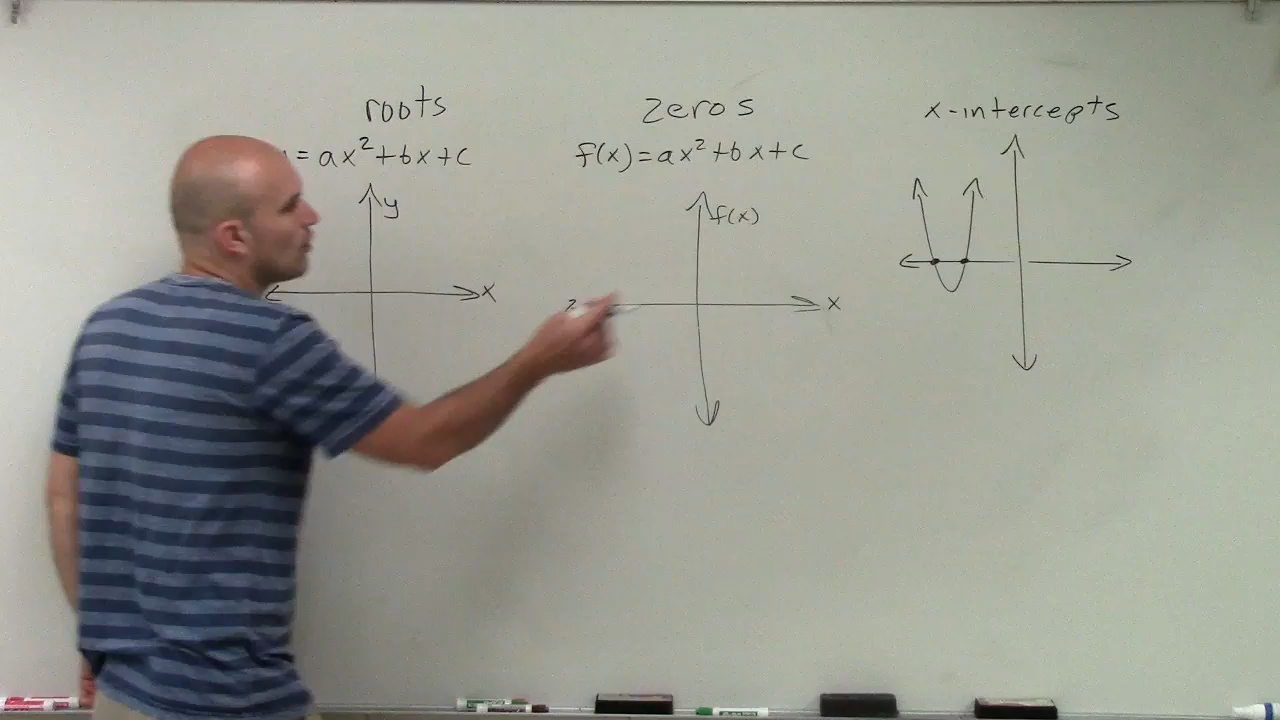 roots
= ax²+bx+c
y
x
zeros
f(x)=ax²+bx+c
f(x)
x
x-intercepts